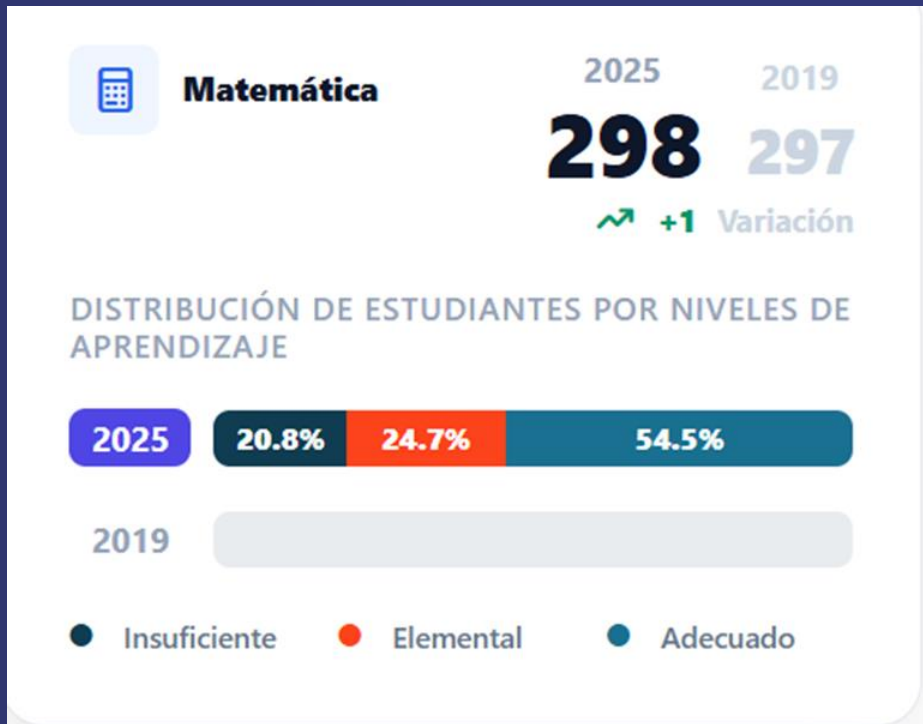 Matemática
2025
2019
298
297
+1 Variación
DISTRIBUCIÓN DE ESTUDIANTES POR NIVELES DE
APRENDIZAJE
2025 20.8% 24.7% 54.5%
2019
Insuficiente Elemental Adecuado